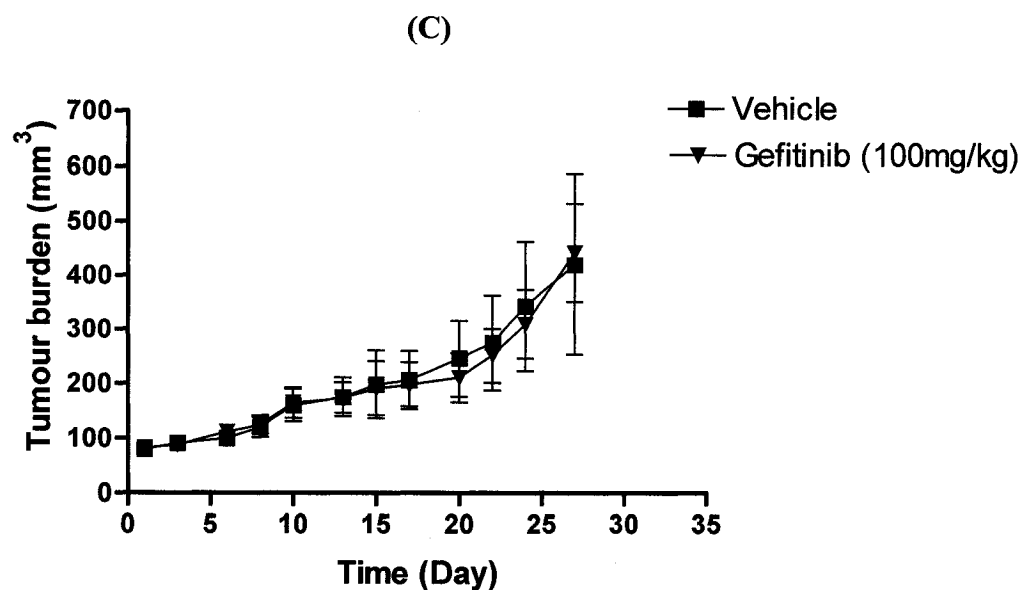 (C)
Tumour burden (mm³)
700
600
500
400
300
200
100
0
0 5 10 15 20 25 30 35
Time (Day)
Vehicle
Gefitinib (100mg/kg)